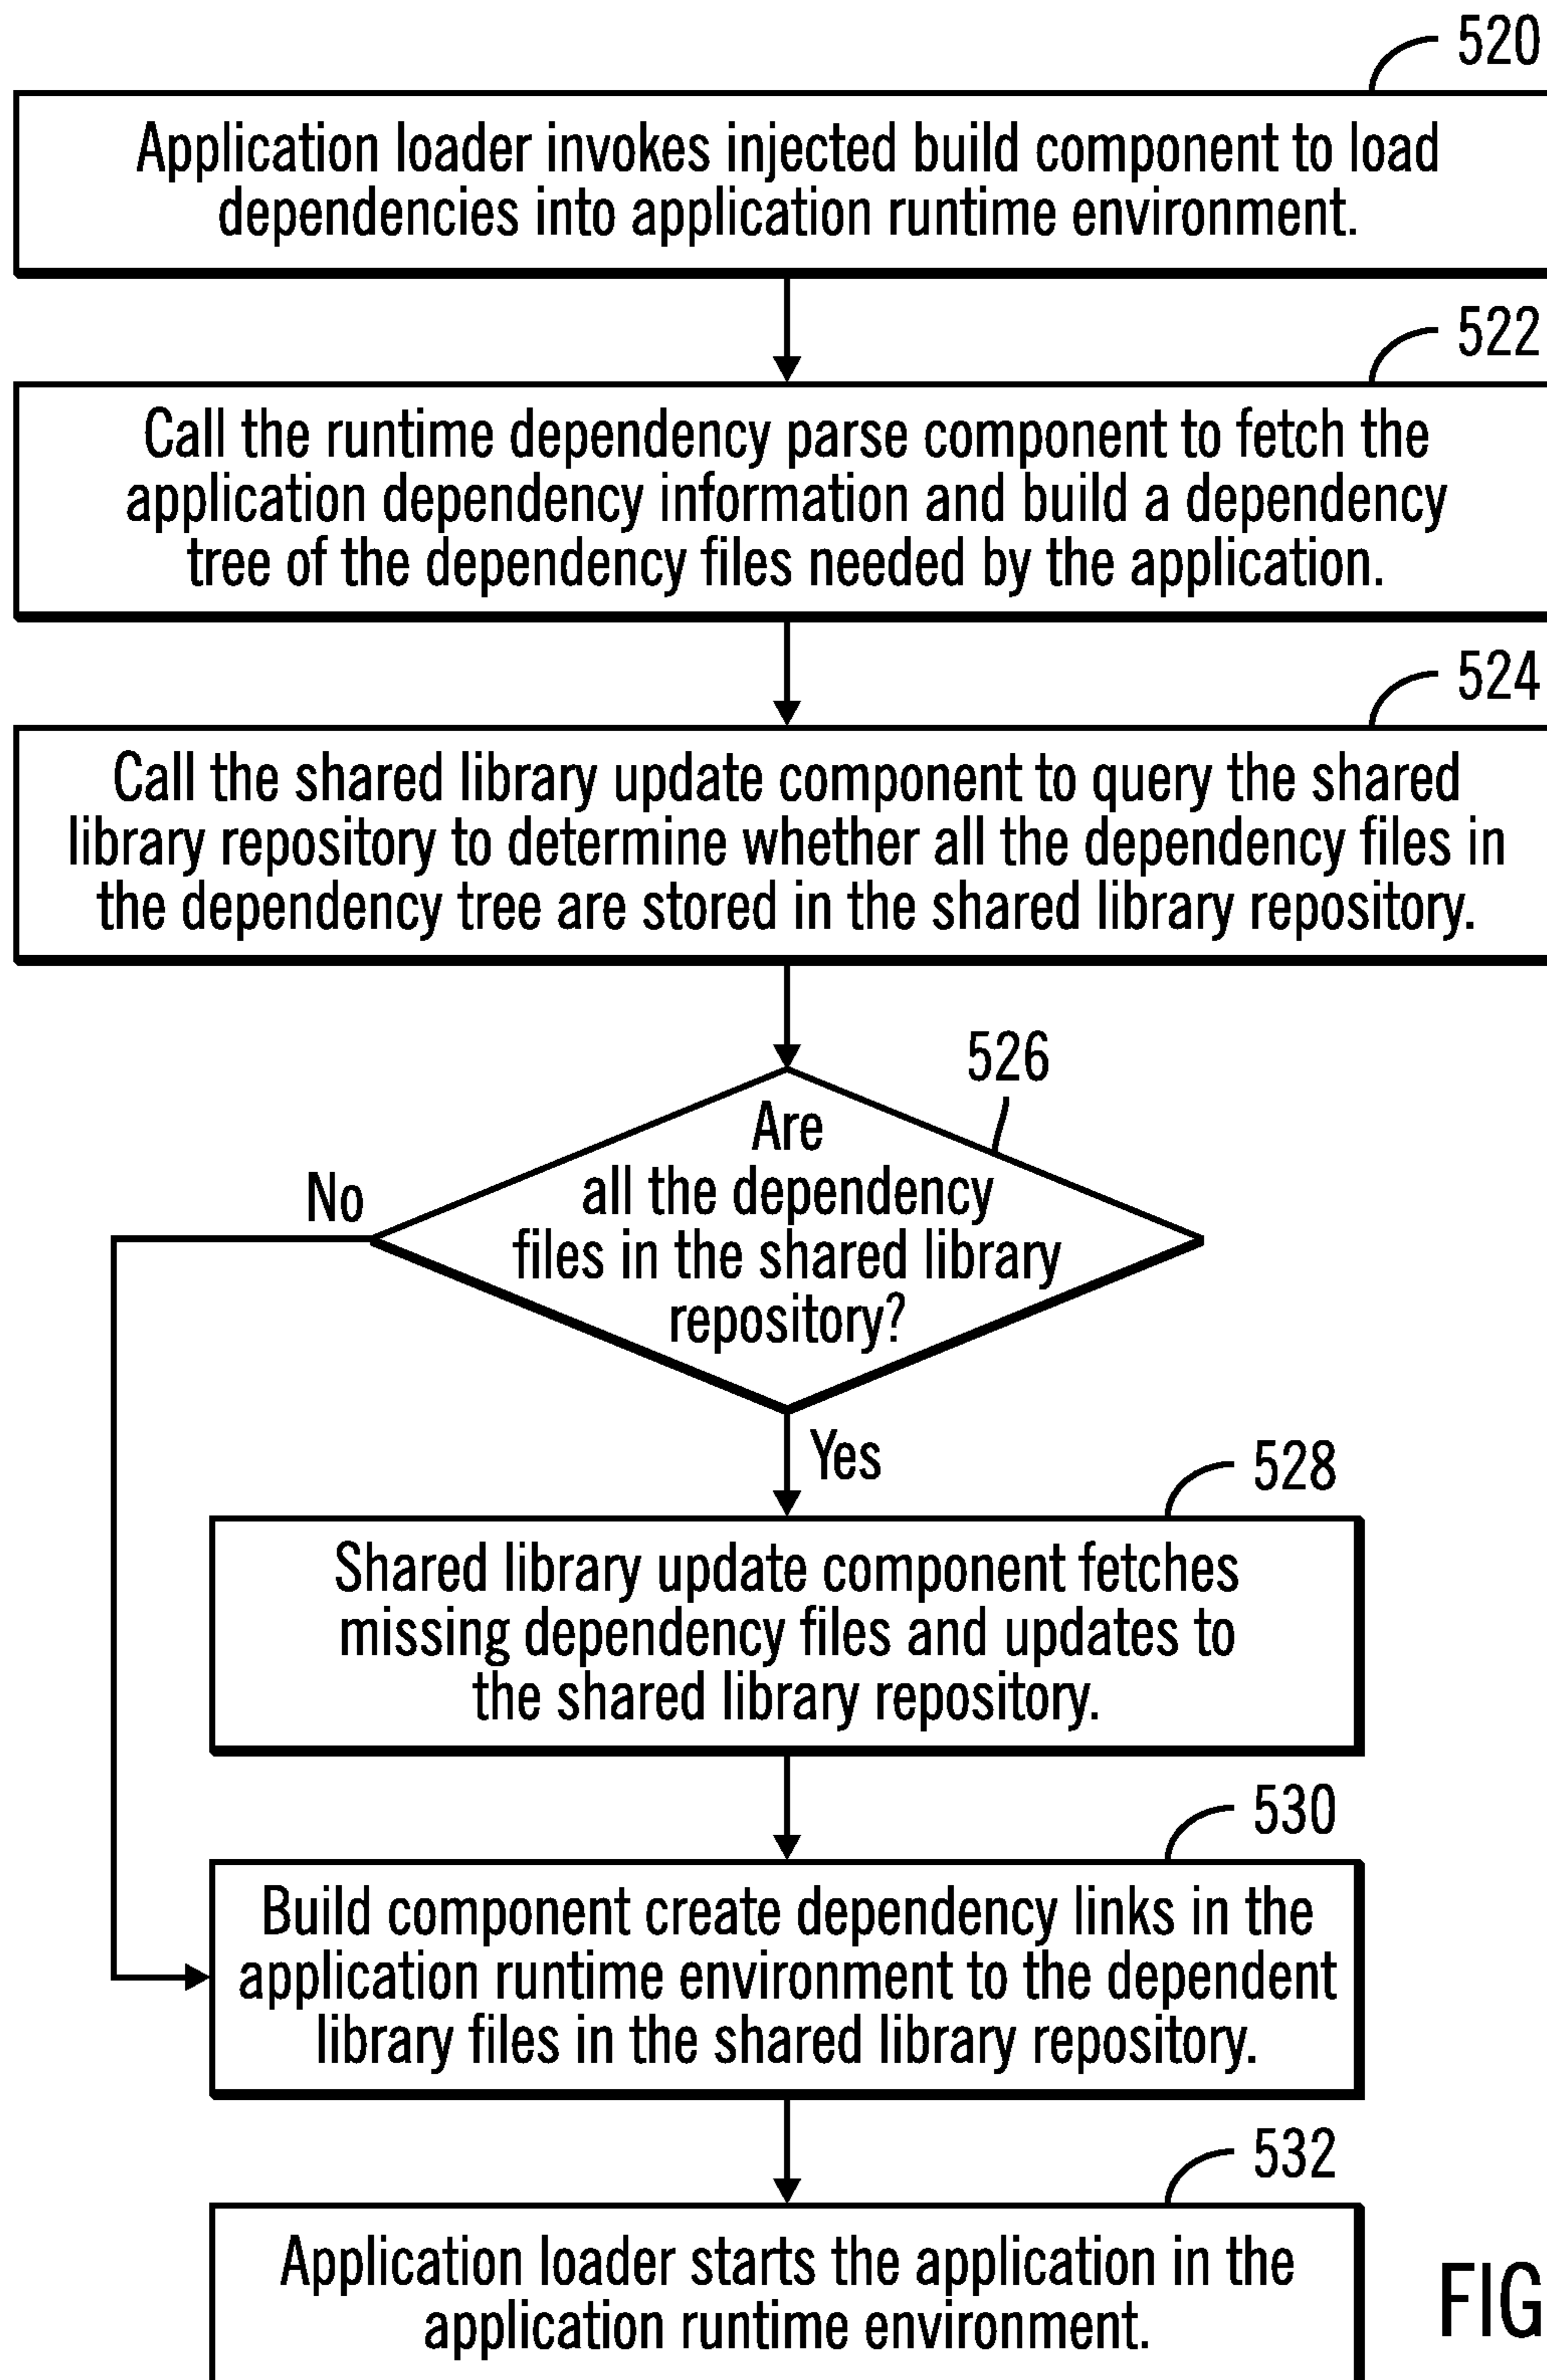 520
Application loader invokes injected build component to load
dependencies into application runtime environment.
522
Call the runtime dependency parse component to fetch the
application dependency information and build a dependency
tree of the dependency files needed by the application.
524
Call the shared library update component to query the shared
library repository to determine whether all the dependency files in
the dependency tree are stored in the shared library repository.
526
Are
all the dependency
files in the shared library
repository?
No
Yes
528
Shared library update component fetches
missing dependency files and updates to
the shared library repository.
530
Build component create dependency links in the
application runtime environment to the dependent
library files in the shared library repository.
532
Application loader starts the application in the
application runtime environment.
FIG